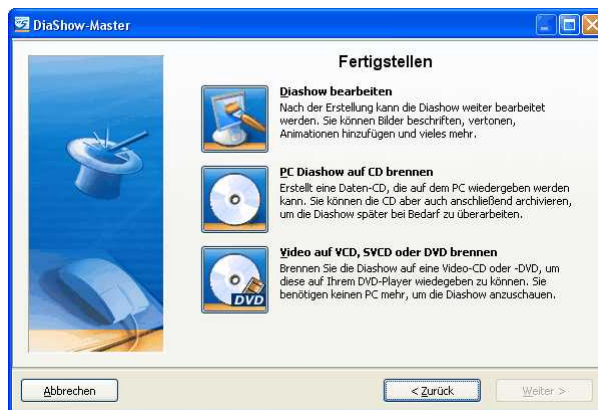 DiaShow-Master
Fertigstellen
Diashow bearbeiten
Nach der Erstellung kann die Diashow weiter bearbeitet
werden. Sie können Bilder beschriften, vertonen,
Animationen hinzufügen und vieles mehr.
PC Diashow auf CD brennen
Erstellt eine Daten-CD, die auf dem PC wiedergeben werden
kann. Sie können die CD aber auch anschließend archivieren,
um die Diashow später bei Bedarf zu überarbeiten.
Video auf VCD, SVCD oder DVD brennen
Brennen Sie die Diashow auf eine Video-CD oder -DVD, um
diese auf Ihrem DVD-Player wiedegeben zu können. Sie
benötigen keinen PC mehr, um die Diashow anzuschauen.
DVD
Abbrechen
< Zurück
Weiter >